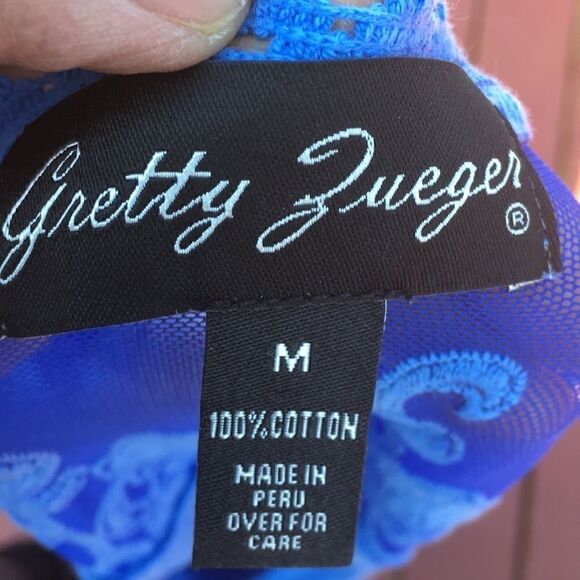 Gretty Zueger ®
M
100% COTTON
MADE IN
PERU
OVER FOR
CARE